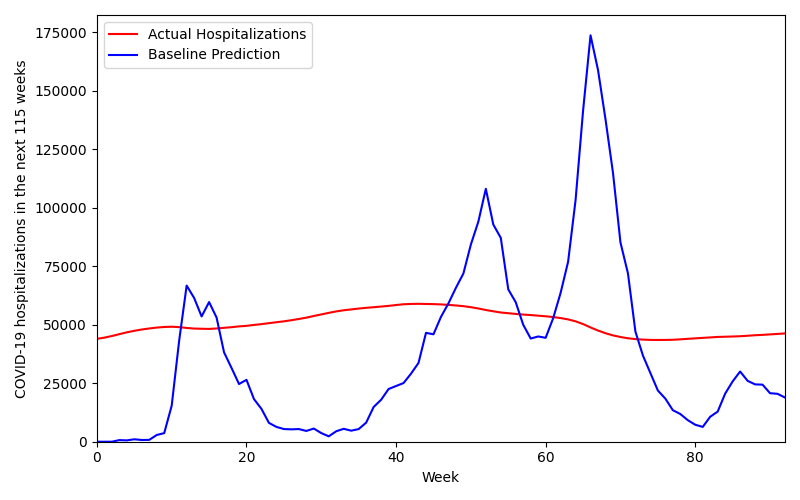 Actual Hospitalizations
Baseline Prediction
COVID-19 hospitalizations in the next 115 weeks
175000
150000
125000
100000
75000
50000
25000
0
0 20 40 60 80
Week